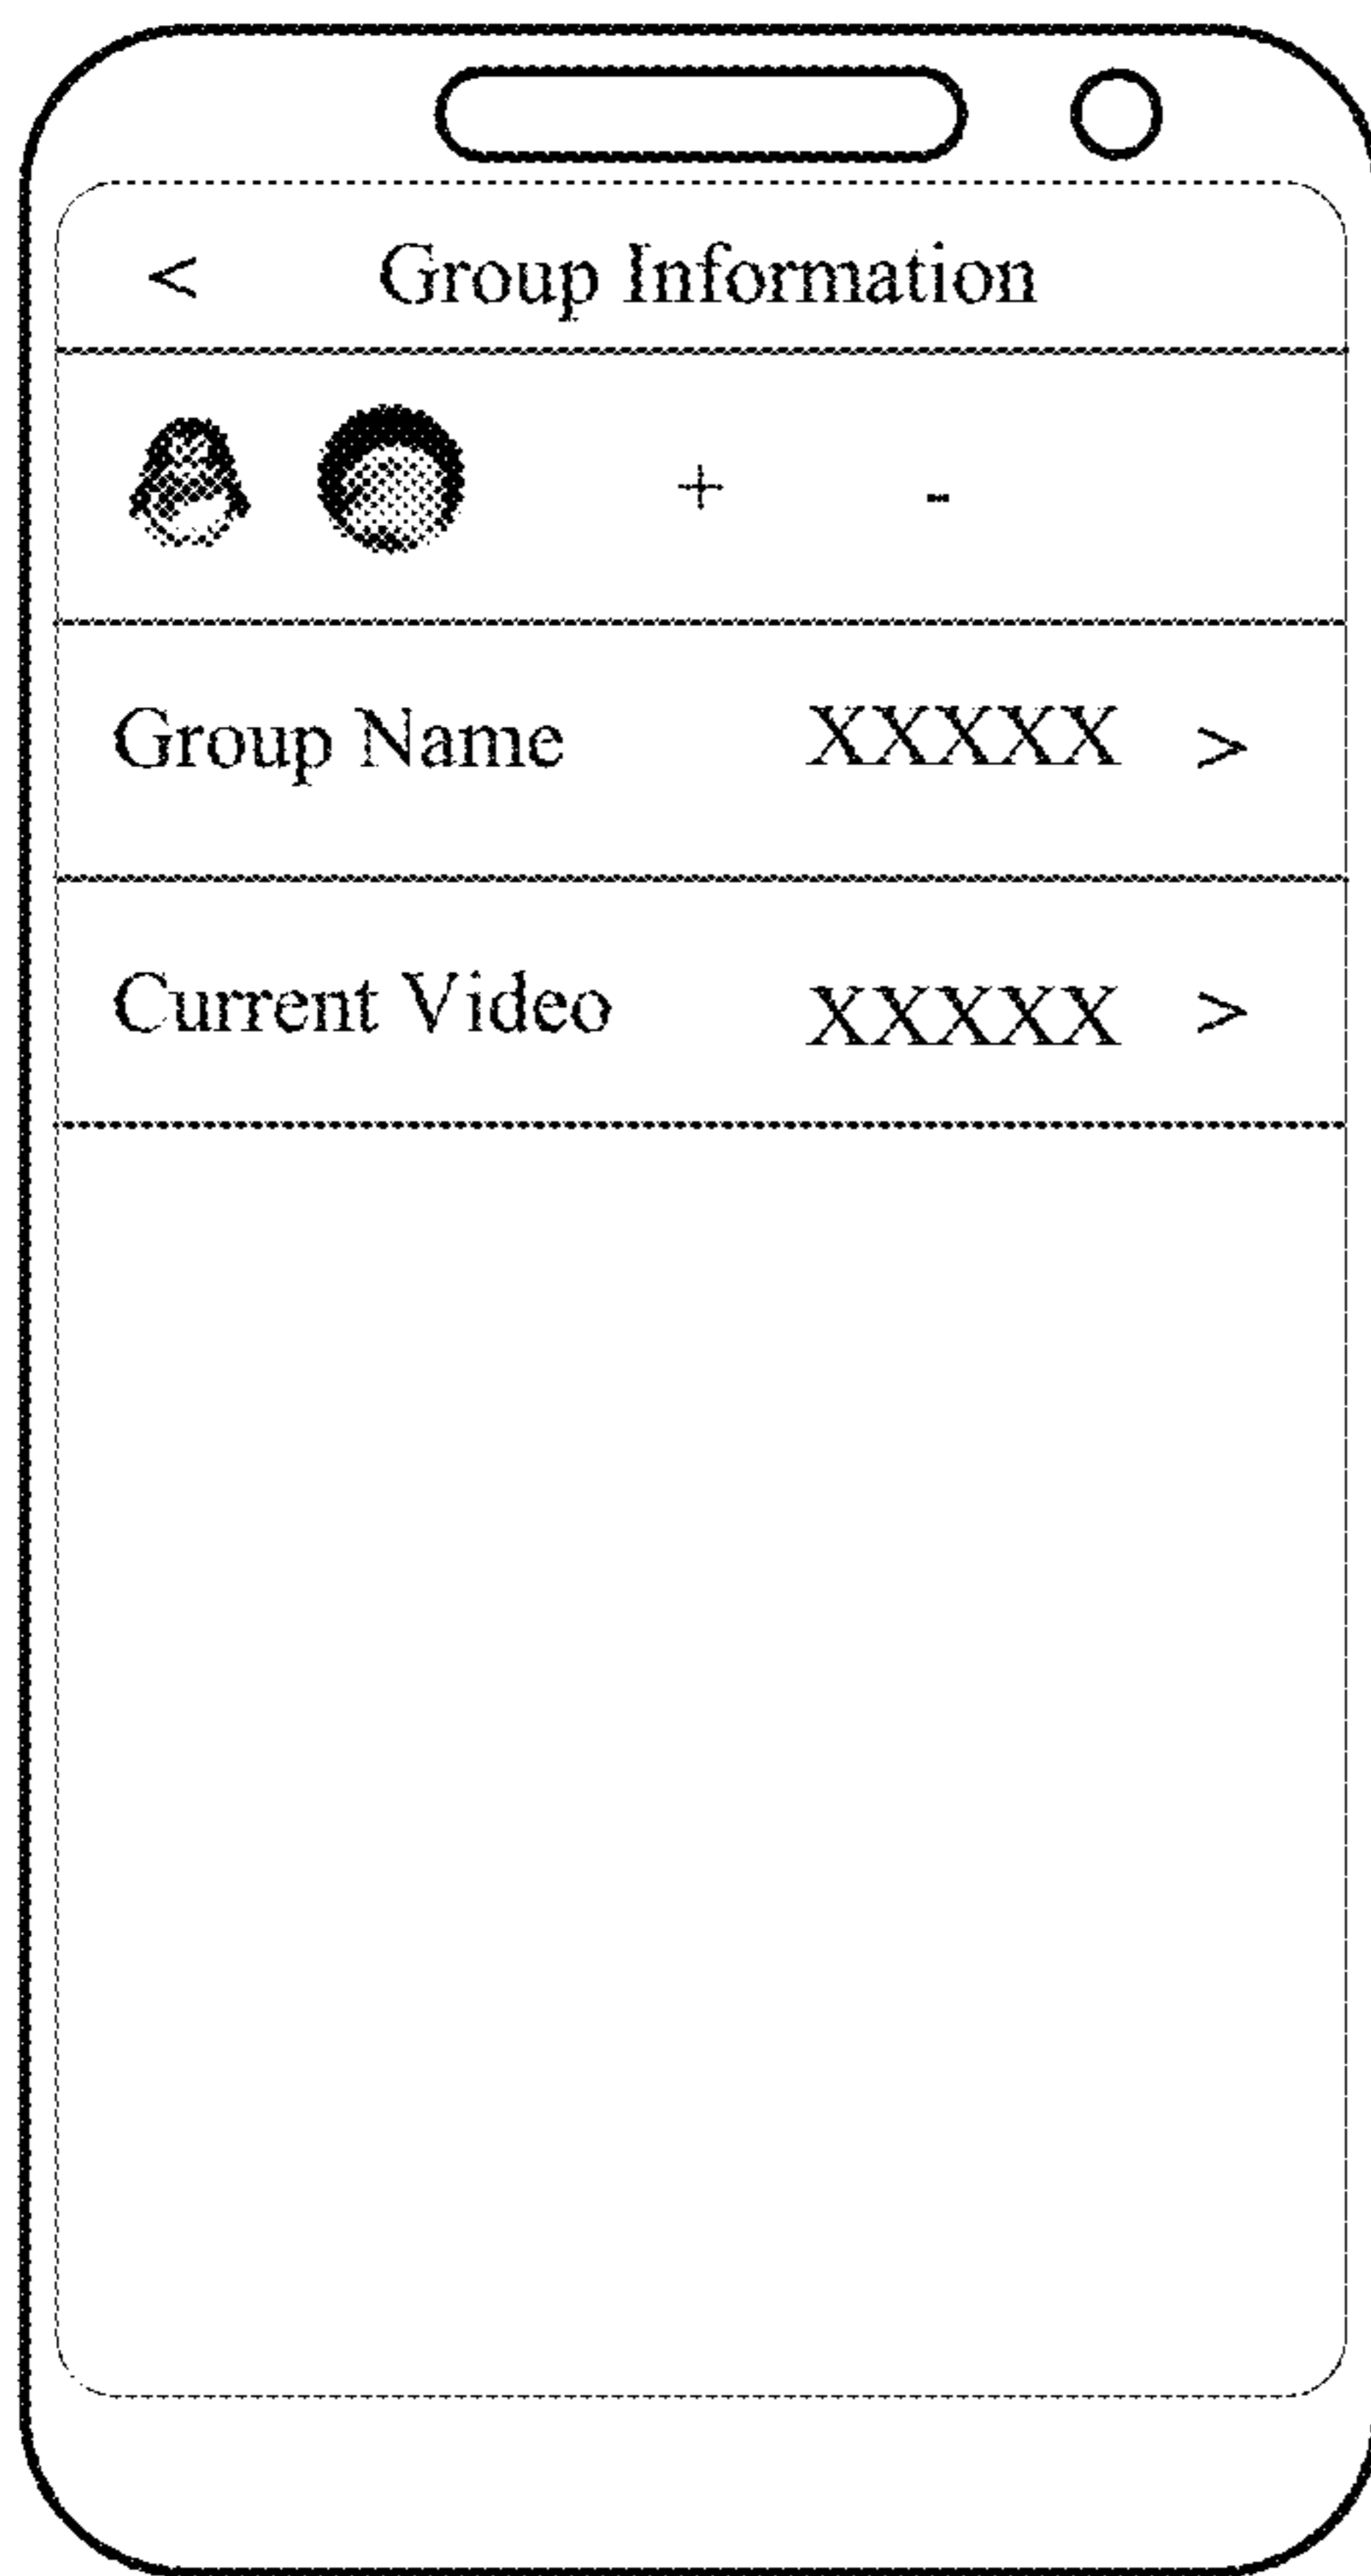 < Group Information
+ -
Group Name XXXXX >
Current Video XXXXX >